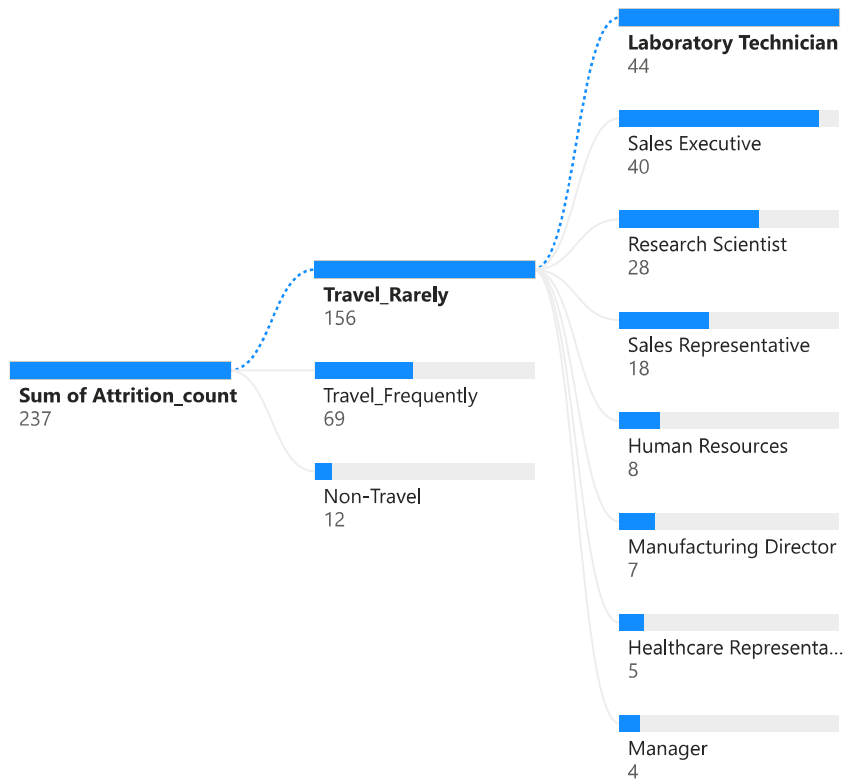 Sum of Attrition_count
237
Travel_Rarely
156
Travel_Frequently
69
Non-Travel
12
Laboratory Technician
44
Sales Executive
40
Research Scientist
28
Sales Representative
18
Human Resources
8
Manufacturing Director
7
Healthcare Representa...
5
Manager
4